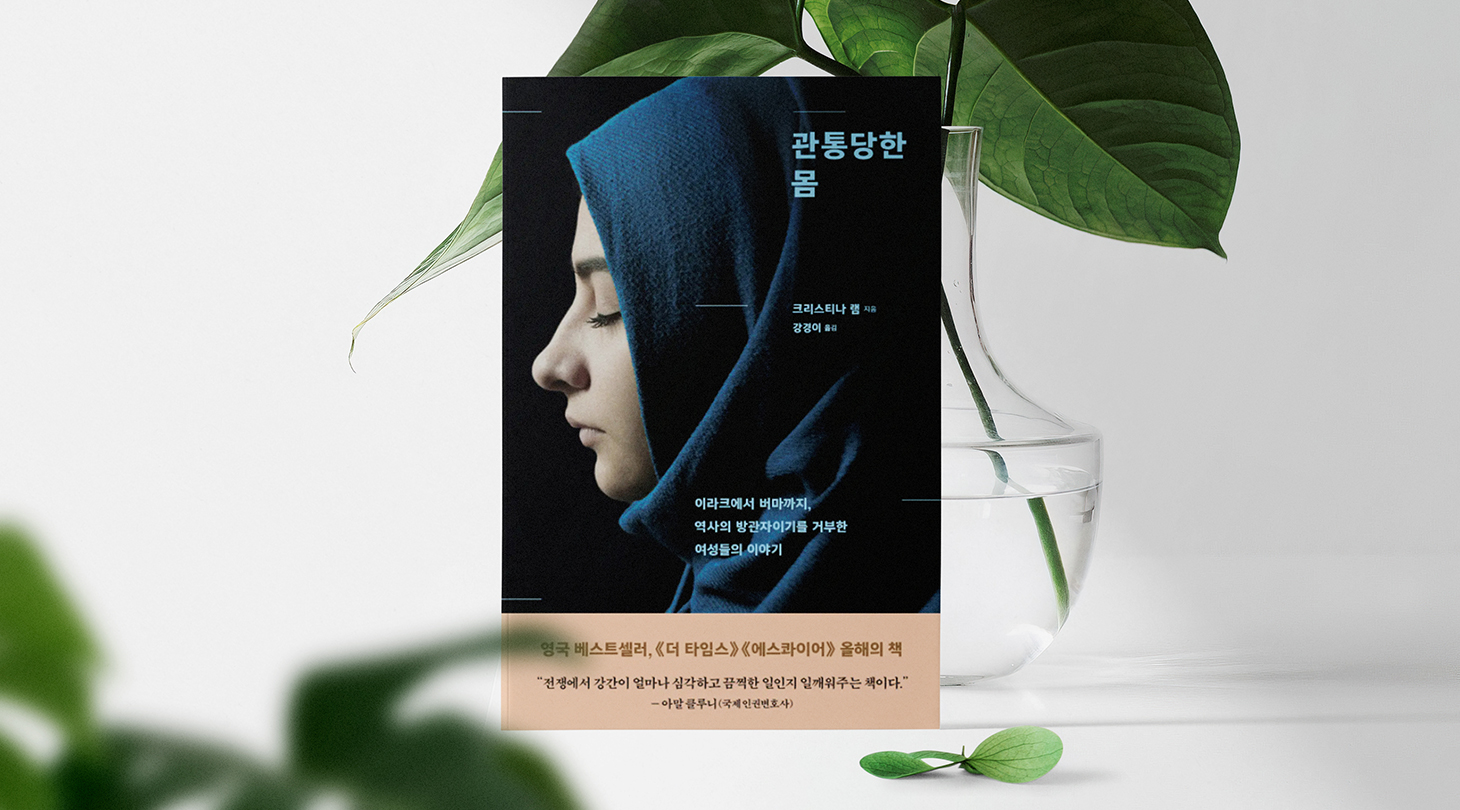 관통당한
몸
크리스티나 램 지음
강경이 옮김
이라크에서 버마까지,
역사의 방관자이기를 거부한
여성들의 이야기
영국 베스트셀러, 《더 타임스》《에스콰이어》 올해의 책
“전쟁에서 강간이 얼마나 심각하고 끔찍한 일인지 일깨워주는 책이다.”
– 아말 클루니(국제인권변호사)